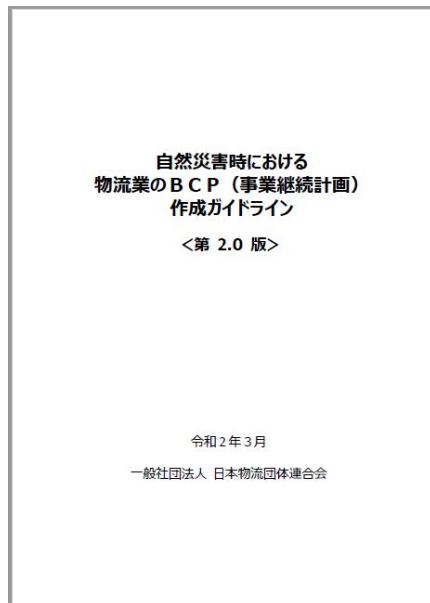 自然災害時における
物流業のＢＣＰ（事業継続計画）
作成ガイドライン
＜第 2.0 版＞
令和２年３月
一般社団法人 日本物流団体連合会